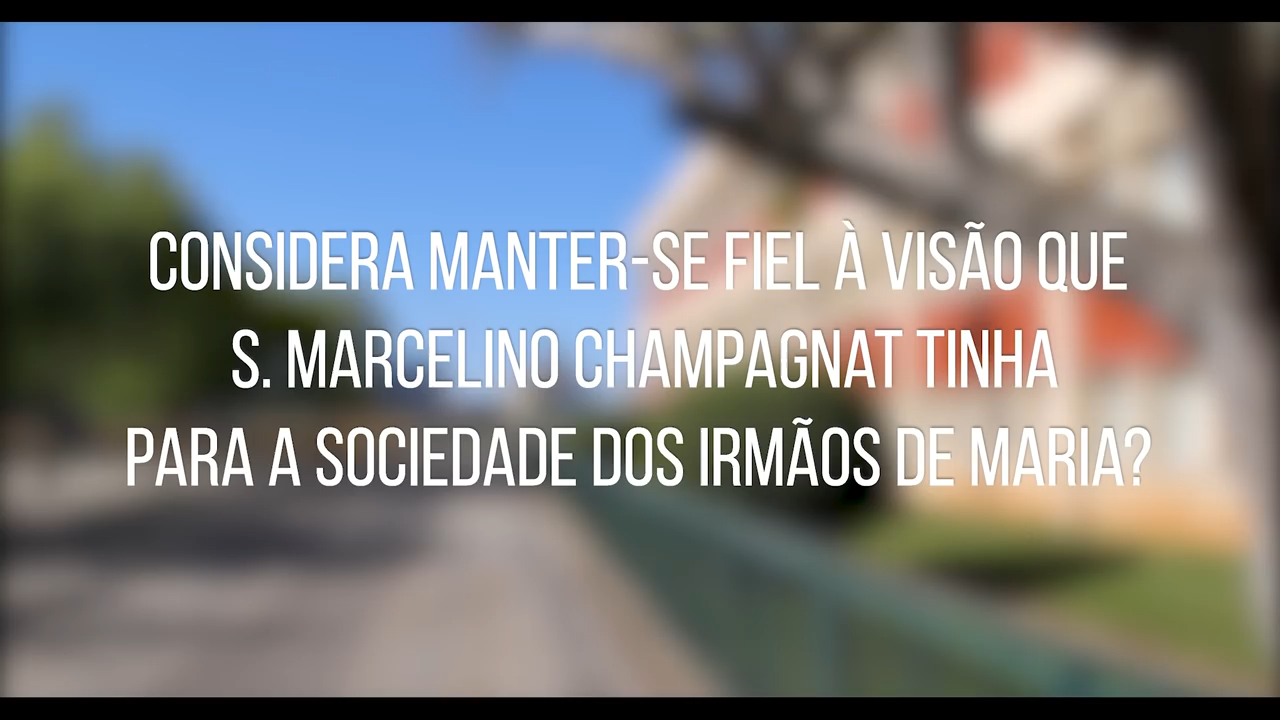 CONSIDERA MANTER-SE FIEL À VISÃO QUE
S. MARCELINO CHAMPAGNAT TINHA
PARA A SOCIEDADE DOS IRMÃOS DE MARIA?